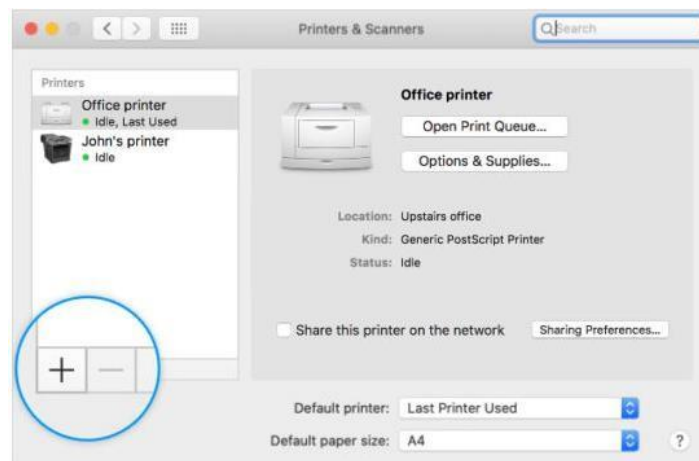 Printers & Scanners
Search
Printers
Office printer
Idle, Last Used
John's printer
Idle
Office printer
Open Print Queue...
Options & Supplies...
Location: Upstairs office
Kind: Generic PostScript Printer
Status: Idle
Share this printer on the network
Sharing Preferences...
Default printer: Last Printer Used
Default paper size: A4
?